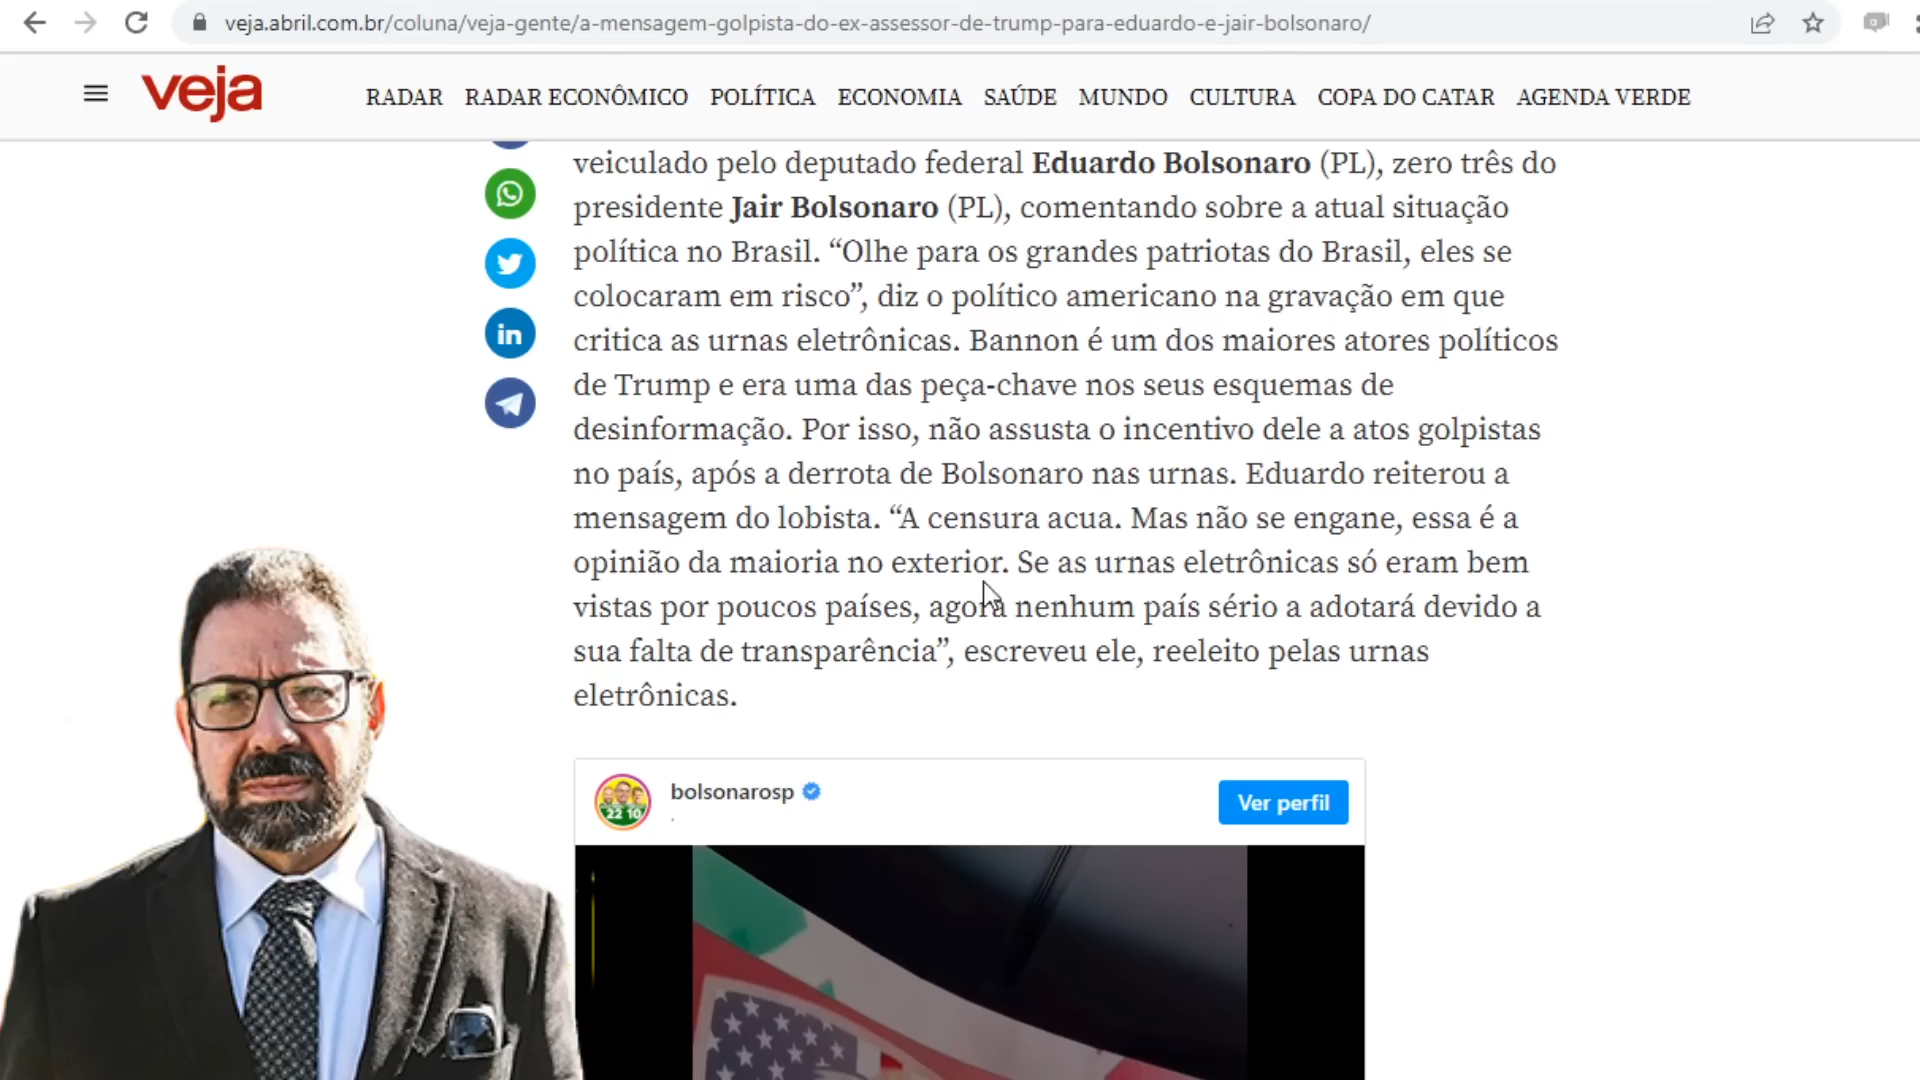 veja.abril.com.br/coluna/veja-gente/a-mensagem-golpista-do-ex-assessor-de-trump-para-eduardo-e-jair-bolsonaro/
veja
RADAR RADAR ECONÔMICO POLÍTICA ECONOMIA SAÚDE MUNDO CULTURA COPA DO CATAR AGENDA VERDE
veiculado pelo deputado federal Eduardo Bolsonaro (PL), zero três do
presidente Jair Bolsonaro (PL), comentando sobre a atual situação
política no Brasil. “Olhe para os grandes patriotas do Brasil, eles se
colocaram em risco”, diz o político americano na gravação em que
critica as urnas eletrônicas. Bannon é um dos maiores atores políticos
de Trump e era uma das peça-chave nos seus esquemas de
desinformação. Por isso, não assusta o incentivo dele a atos golpistas
no país, após a derrota de Bolsonaro nas urnas. Eduardo reiterou a
mensagem do lobista. “A censura acua. Mas não se engane, essa é a
opinião da maioria no exterior. Se as urnas eletrônicas só eram bem
vistas por poucos países, agora nenhum país sério a adotará devido a
sua falta de transparência”, escreveu ele, reeleito pelas urnas
eletrônicas.
in
bolsonarosp
.
22 10
Ver perfil